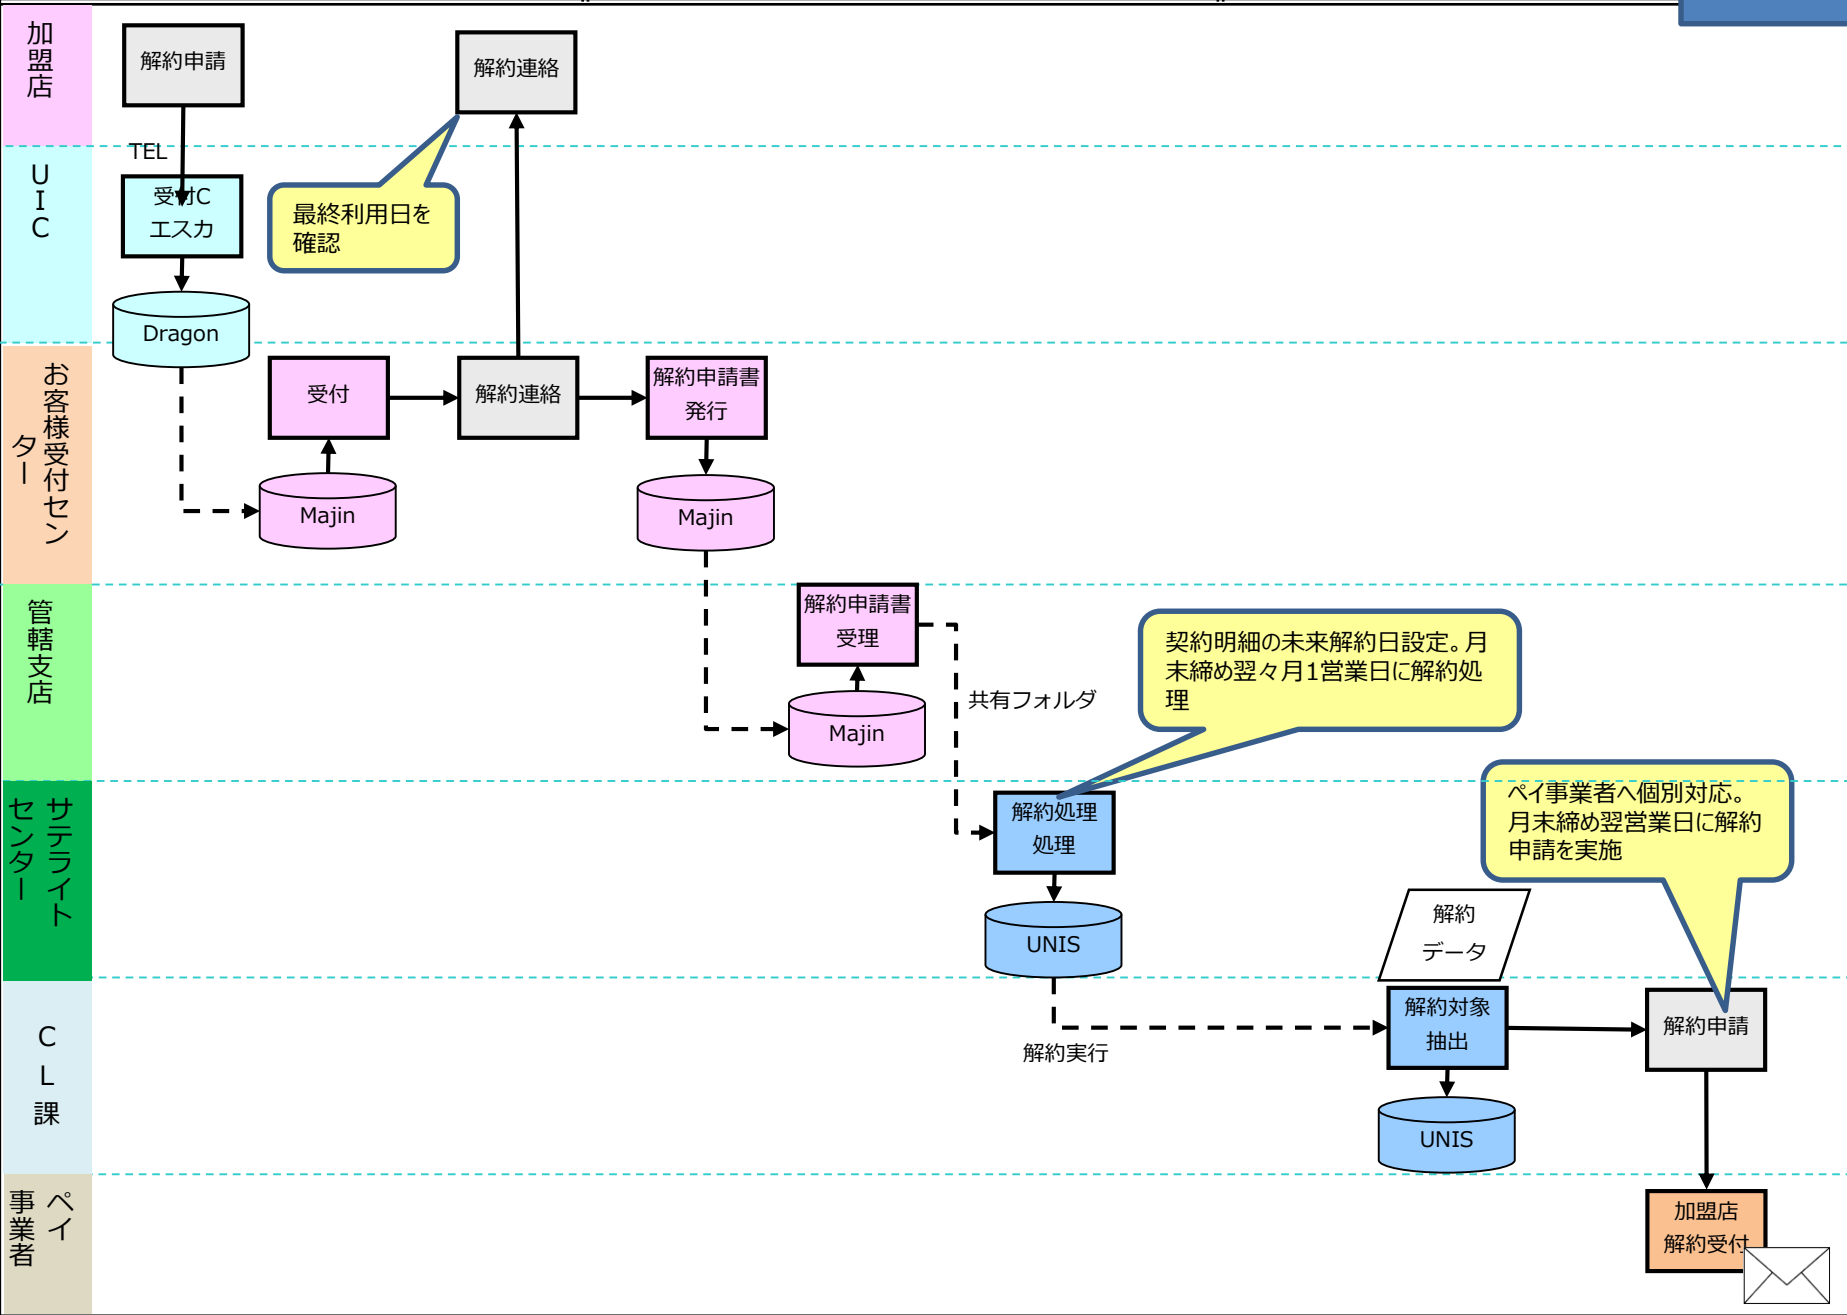 加盟店
解約申請
解約連絡
TEL
UIC
受付C
エスカ
最終利用日を
確認
Dragon
お客様受付セン
ター
受付
解約連絡
解約申請書
発行
Majin
Majin
管轄支店
解約申請書
受理
Majin
共有フォルダ
契約明細の未来解約日設定。月
末締め翌々月1営業日に解約処
理
サテライト
センター
解約処理
処理
UNIS
ペイ事業者へ個別対応。
月末締め翌営業日に解約
申請を実施
解約
データ
CL課
解約実行
解約対象
抽出
UNIS
解約申請
ペイ
事業者
加盟店
解約受付